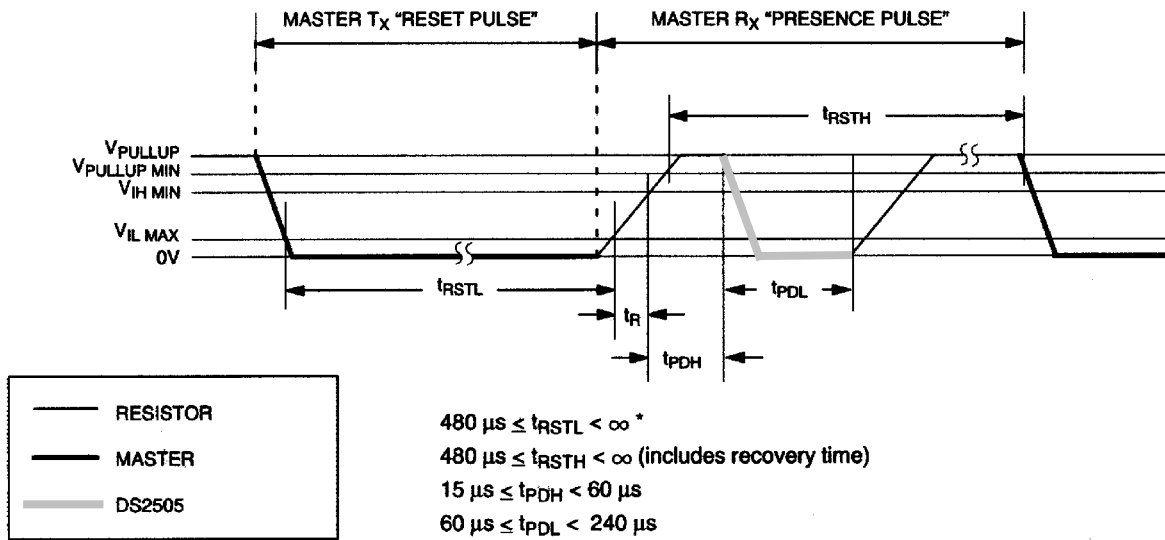 MASTER TX “RESET PULSE”
MASTER RX “PRESENCE PULSE”
tRSTH
VPULLUP
VPULLUP MIN
VIH MIN
VIL MAX
0V
tRSTL
tR
tPDL
tPDH
RESISTOR
MASTER
DS2505
480 μs ≤ tRSTL < ∞ *
480 μs ≤ tRSTH < ∞ (includes recovery time)
15 μs ≤ tPDH < 60 μs
60 μs ≤ tPDL < 240 μs